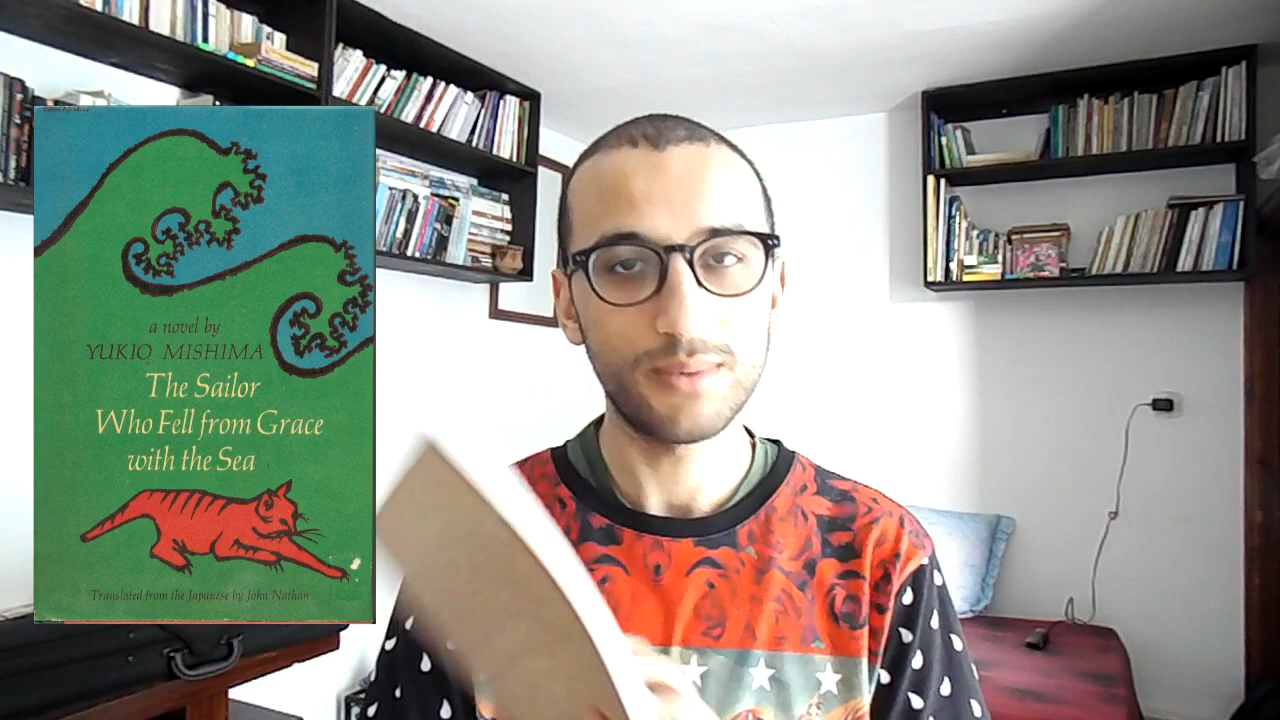 a novel by
YUKIO MISHIMA
The Sailor
Who Fell from Grace
with the Sea
Translated from the Japanese by John Nathan